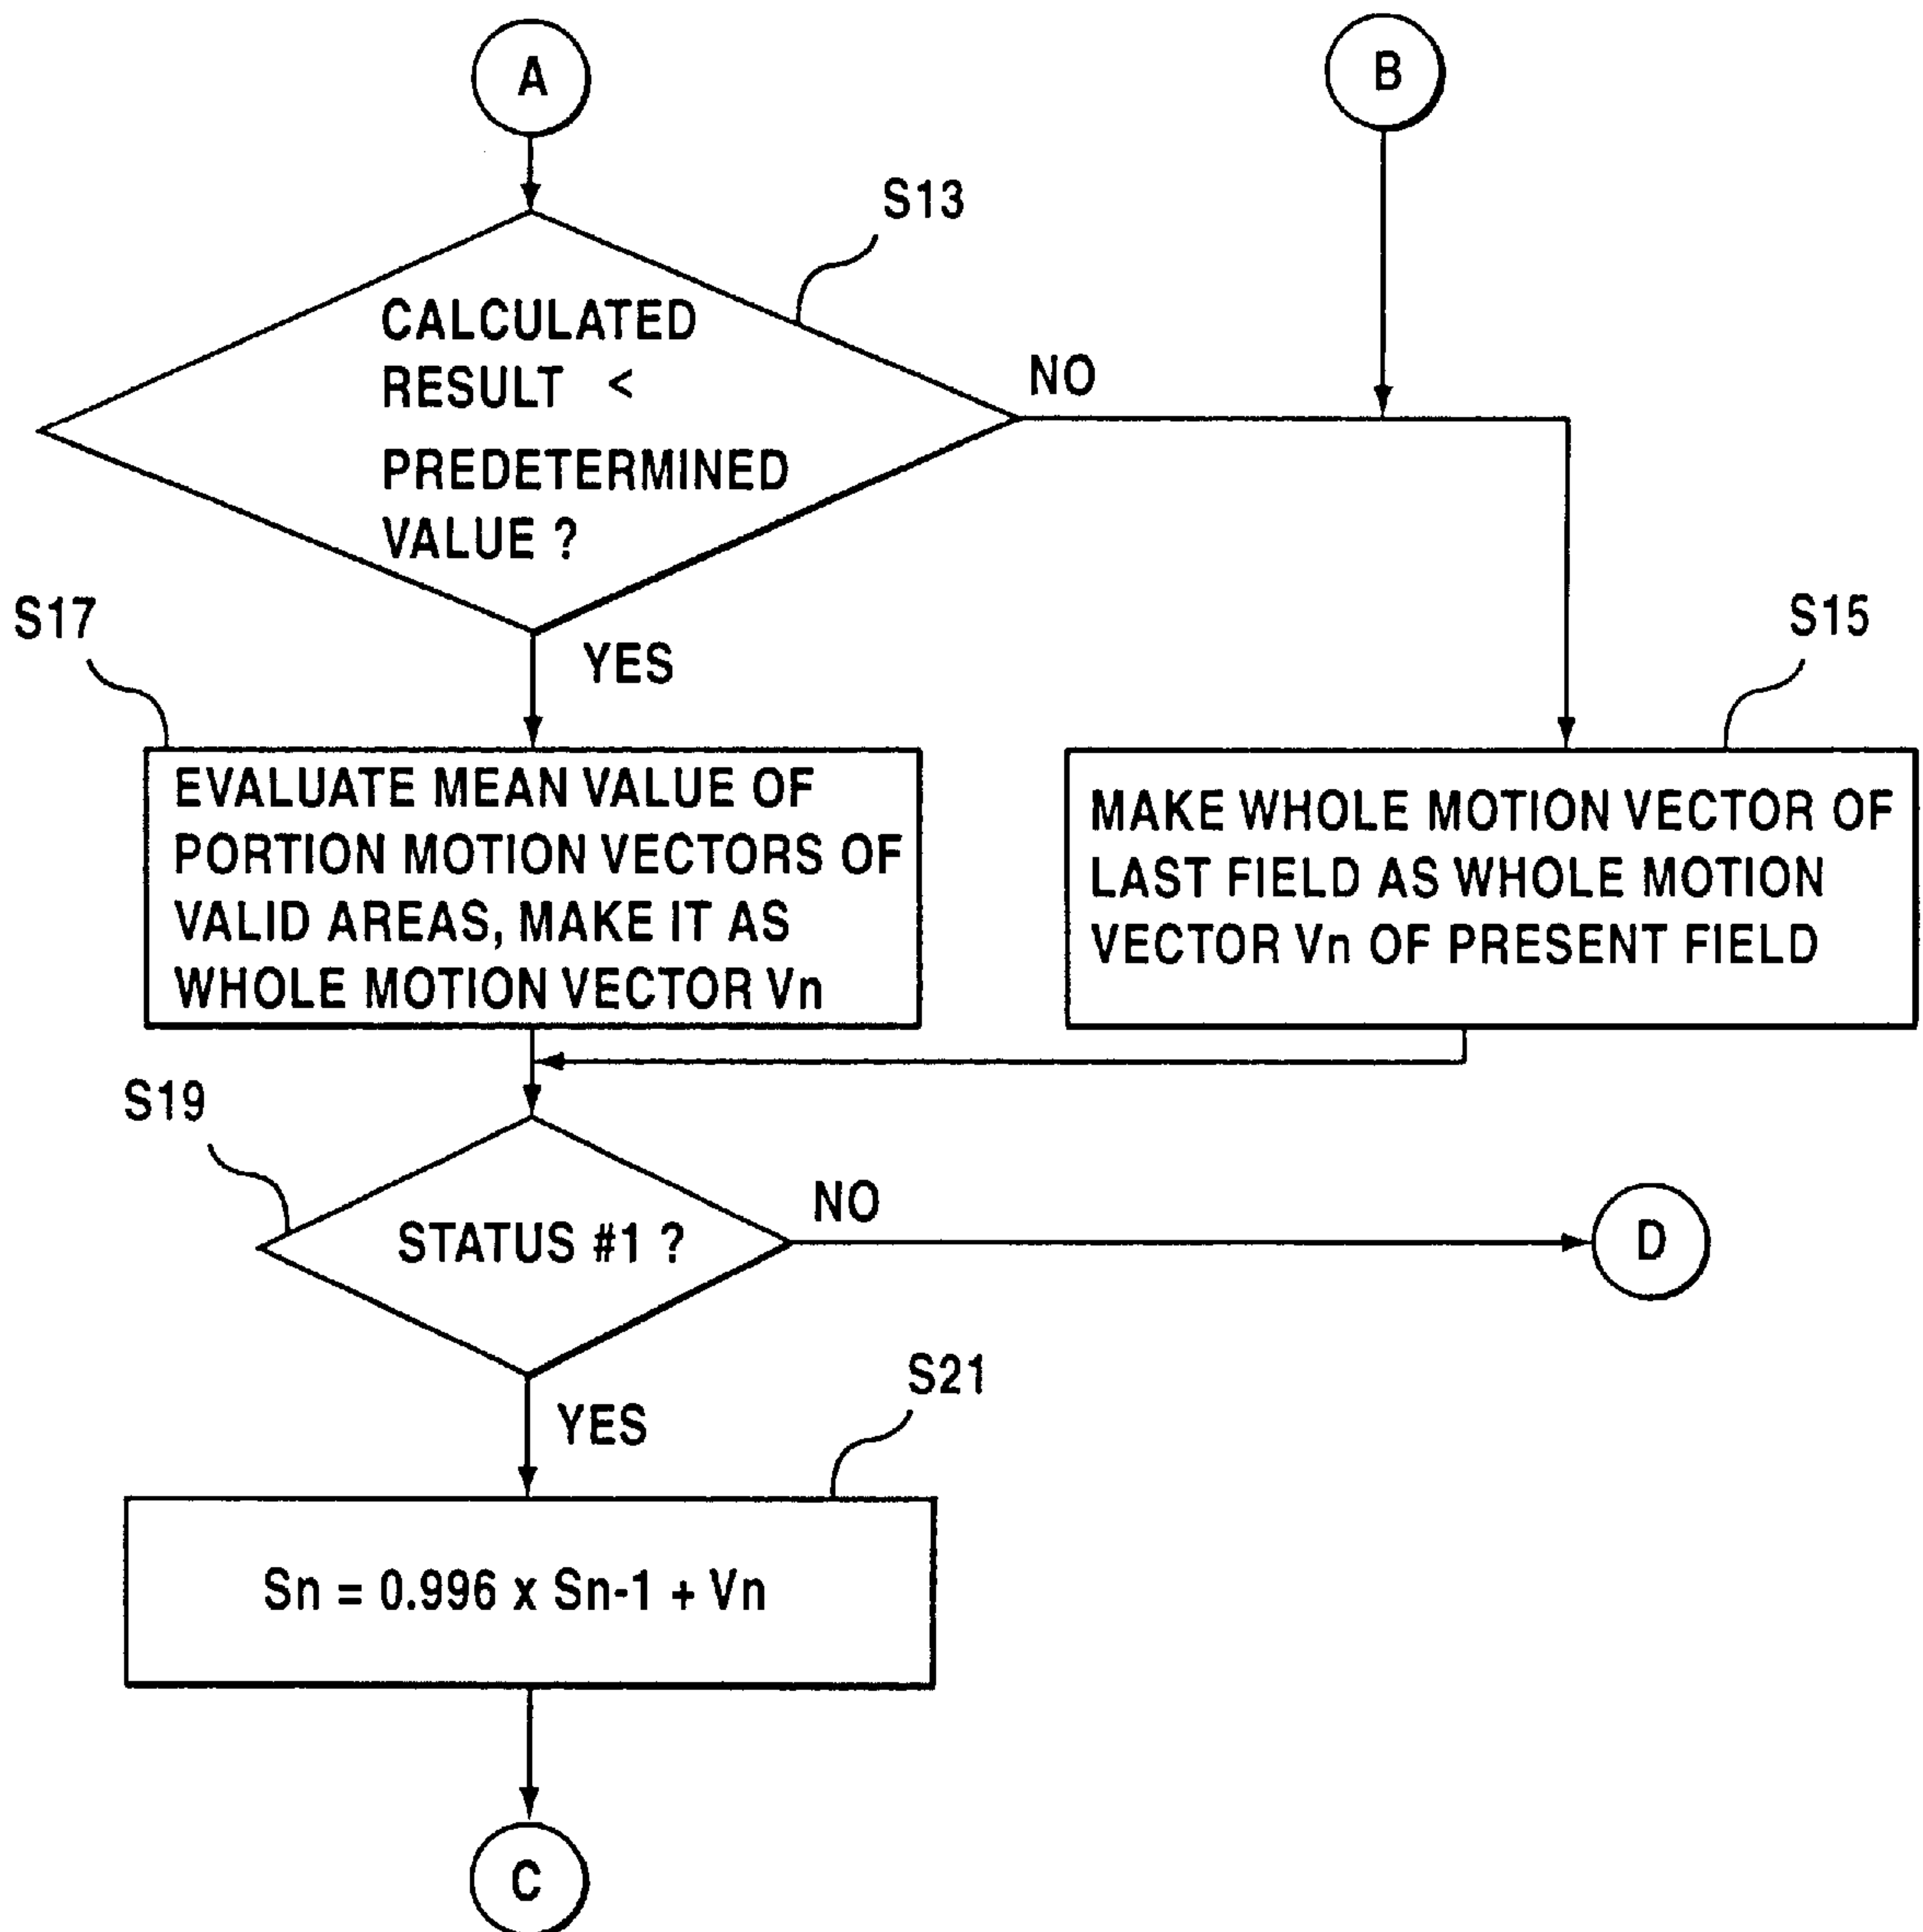 A
B
S13
CALCULATED
RESULT <
PREDETERMINED
VALUE ?
NO
YES
S17
S15
EVALUATE MEAN VALUE OF
PORTION MOTION VECTORS OF
VALID AREAS, MAKE IT AS
WHOLE MOTION VECTOR Vn
MAKE WHOLE MOTION VECTOR OF
LAST FIELD AS WHOLE MOTION
VECTOR Vn OF PRESENT FIELD
S19
STATUS #1 ?
NO
D
YES
S21
Sn = 0.996 x Sn-1 + Vn
C